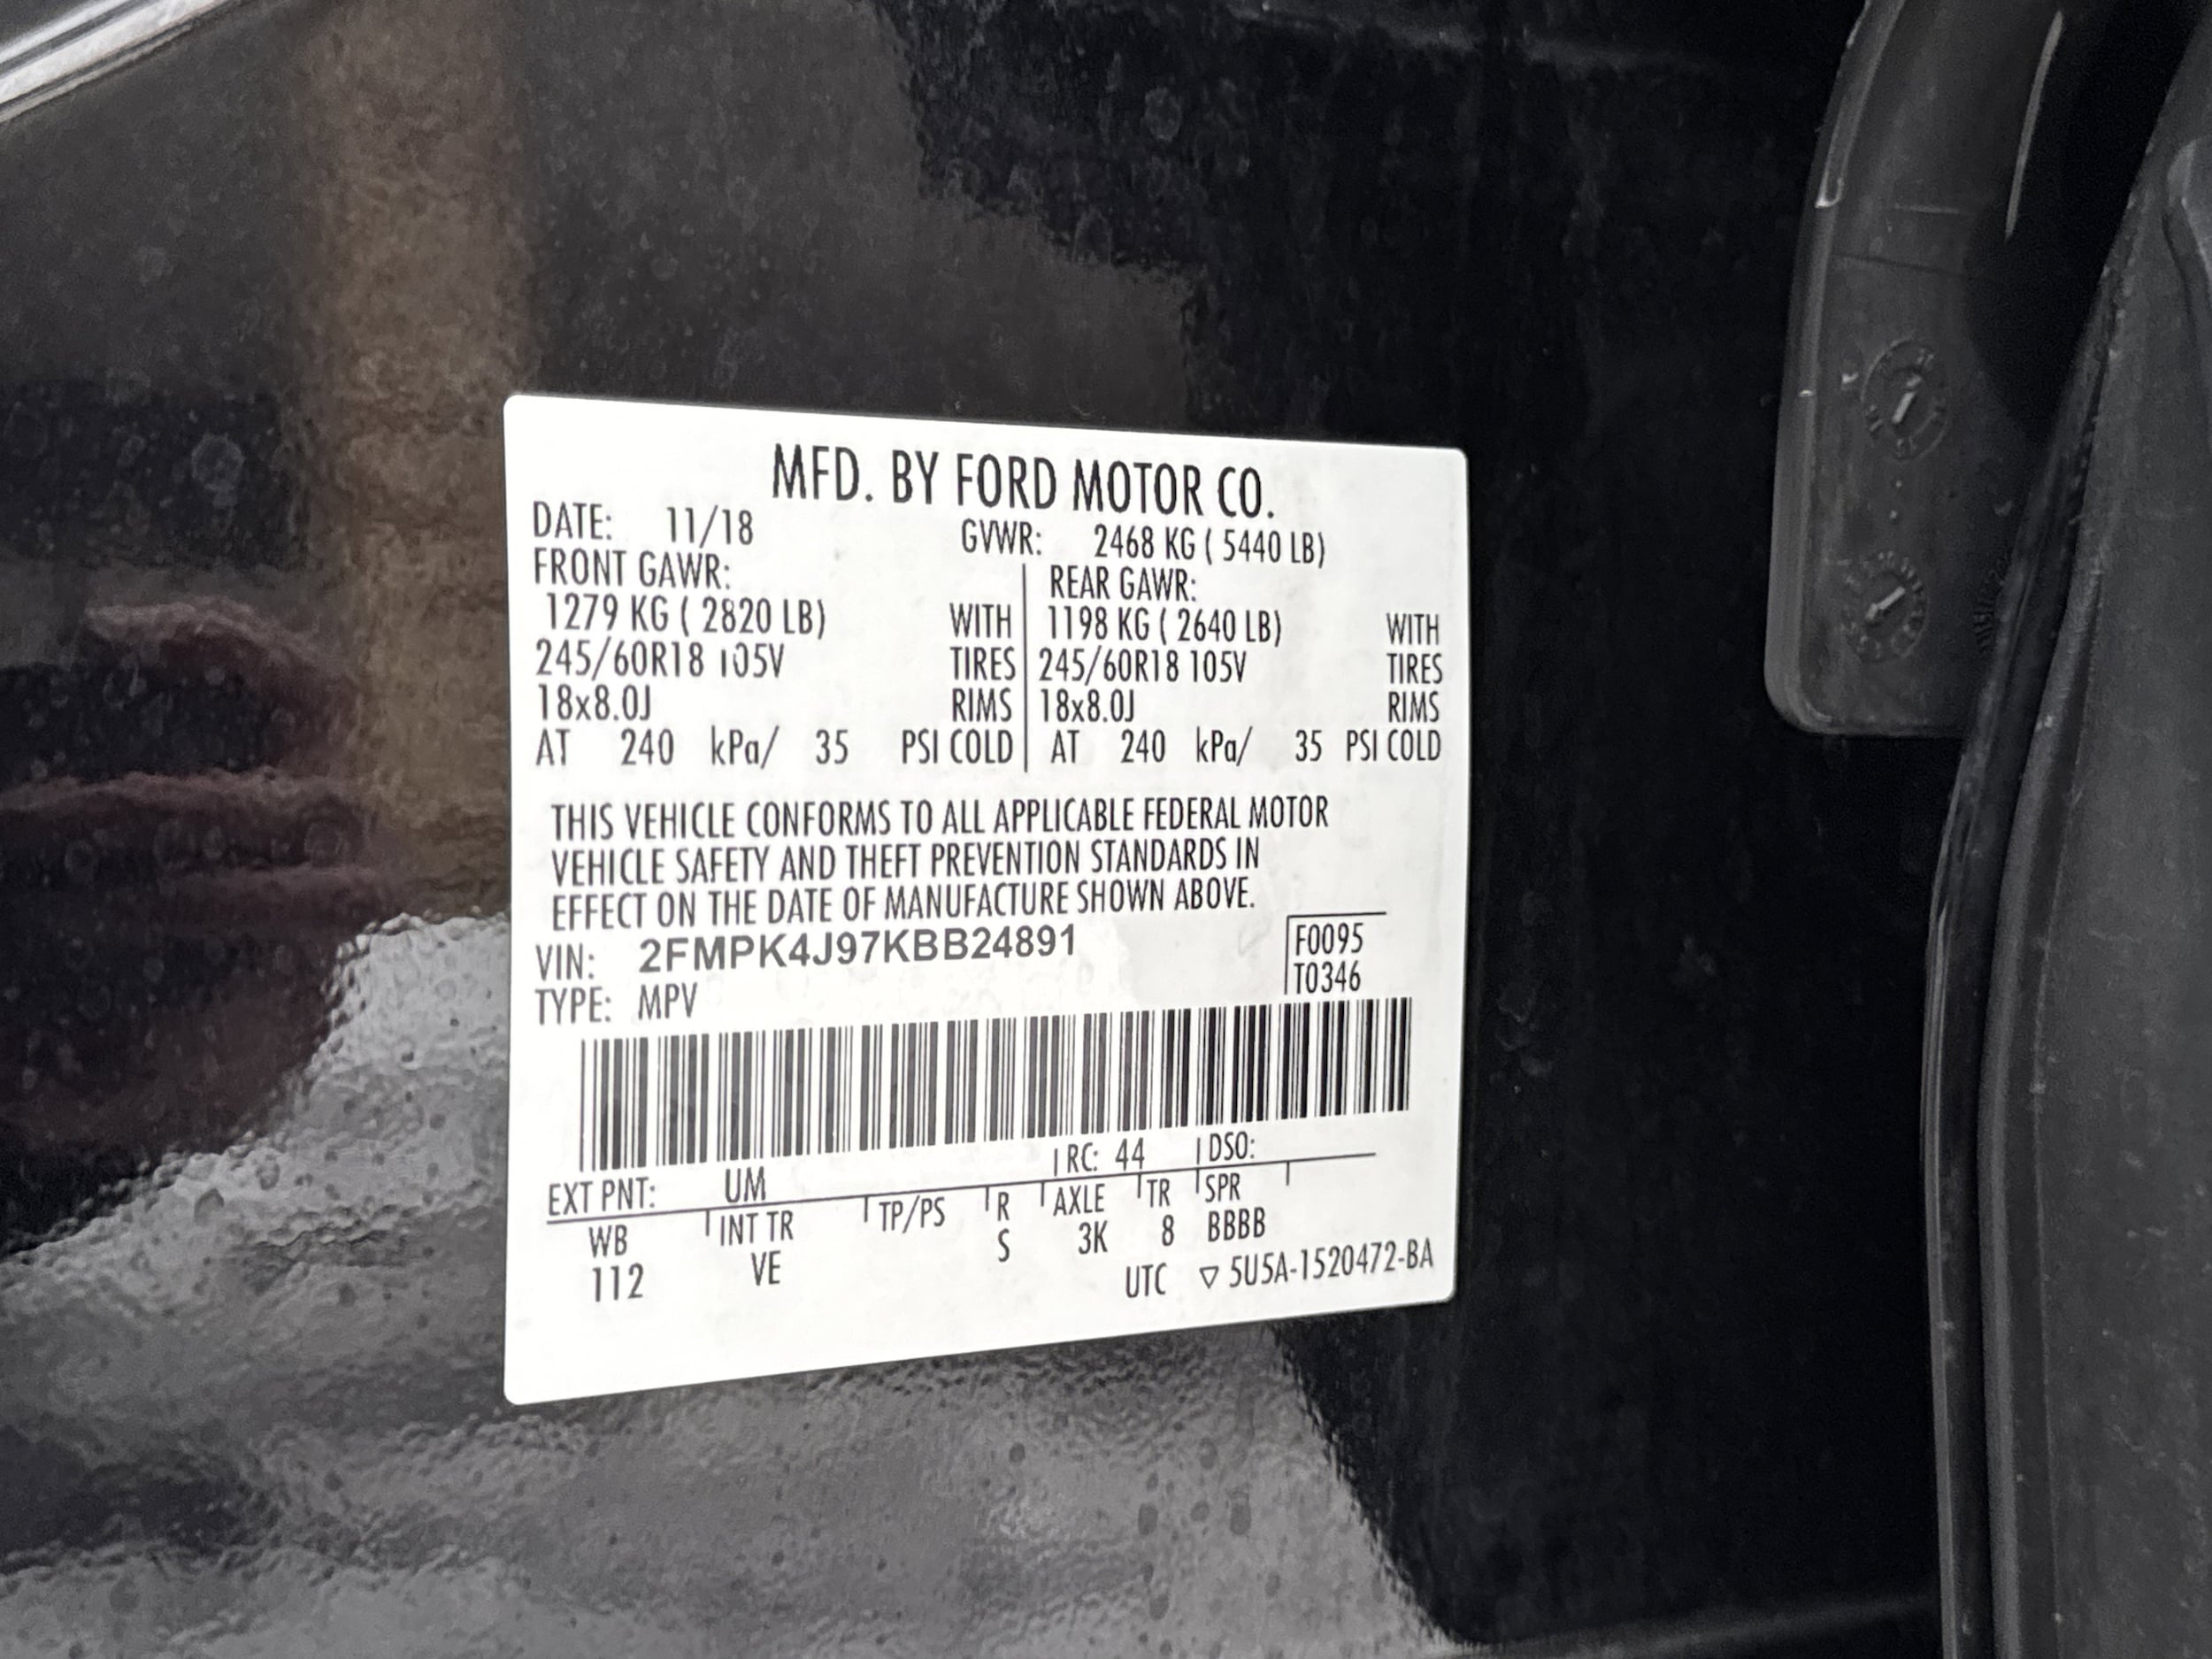 MFD. BY FORD MOTOR CO.
DATE: 11/18 GVWR: 2468 KG ( 5440 LB)
FRONT GAWR: REAR GAWR:
1279 KG ( 2820 LB) WITH 1198 KG ( 2640 LB) WITH
245/60R18 105V TIRES 245/60R18 105V TIRES
18x8.0J RIMS 18x8.0J RIMS
AT 240 kPa/ 35 PSI COLD AT 240 kPa/ 35 PSI COLD
THIS VEHICLE CONFORMS TO ALL APPLICABLE FEDERAL MOTOR
VEHICLE SAFETY AND THEFT PREVENTION STANDARDS IN
EFFECT ON THE DATE OF MANUFACTURE SHOWN ABOVE.
VIN: 2FMPK4J97KBB24891 F0095
TYPE: MPV T0346
EXT PNT: UM RC: 44 DSO:
WB INT TR TP/PS R AXLE TR SPR
112 VE S 3K 8 BBBB
UTC ▽ 5U5A-1520472-BA